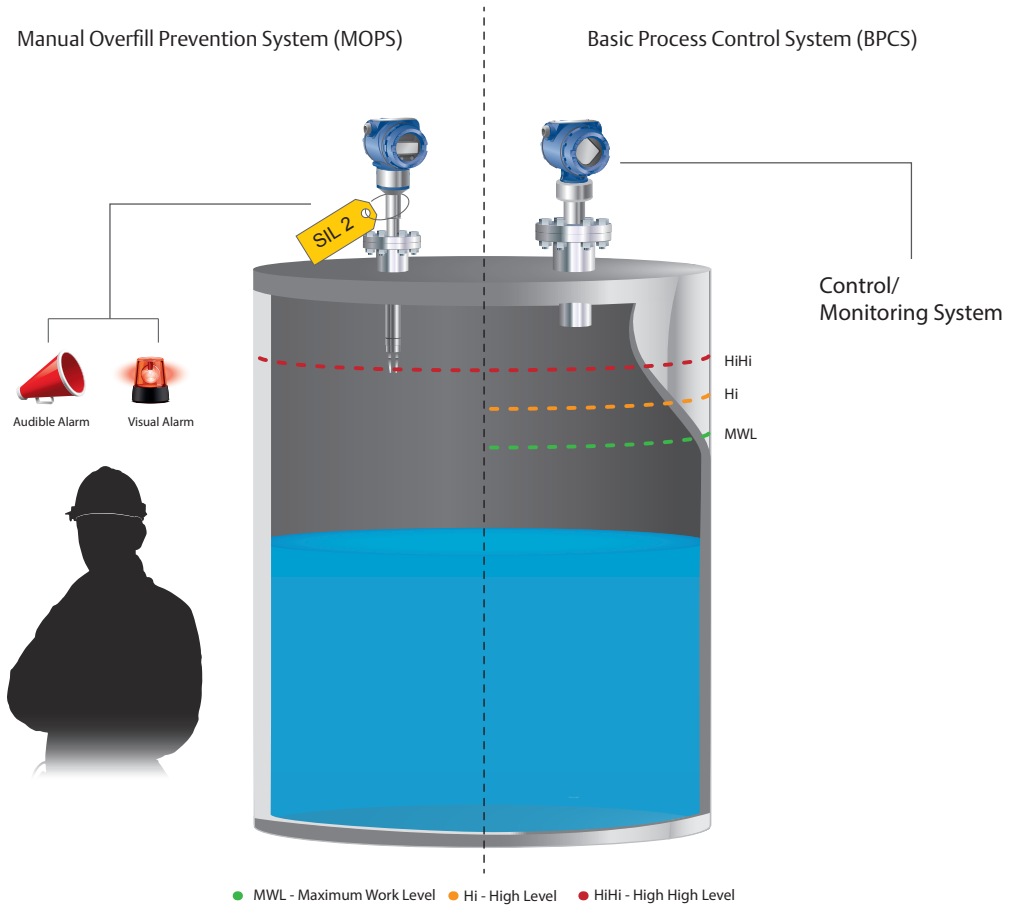 Manual Overfill Prevention System (MOPS)
Basic Process Control System (BPCS)
SIL 2
Control/
Monitoring System
HiHi
Hi
MWL
Audible Alarm
Visual Alarm
MWL - Maximum Work Level
Hi - High Level
HiHi - High High Level